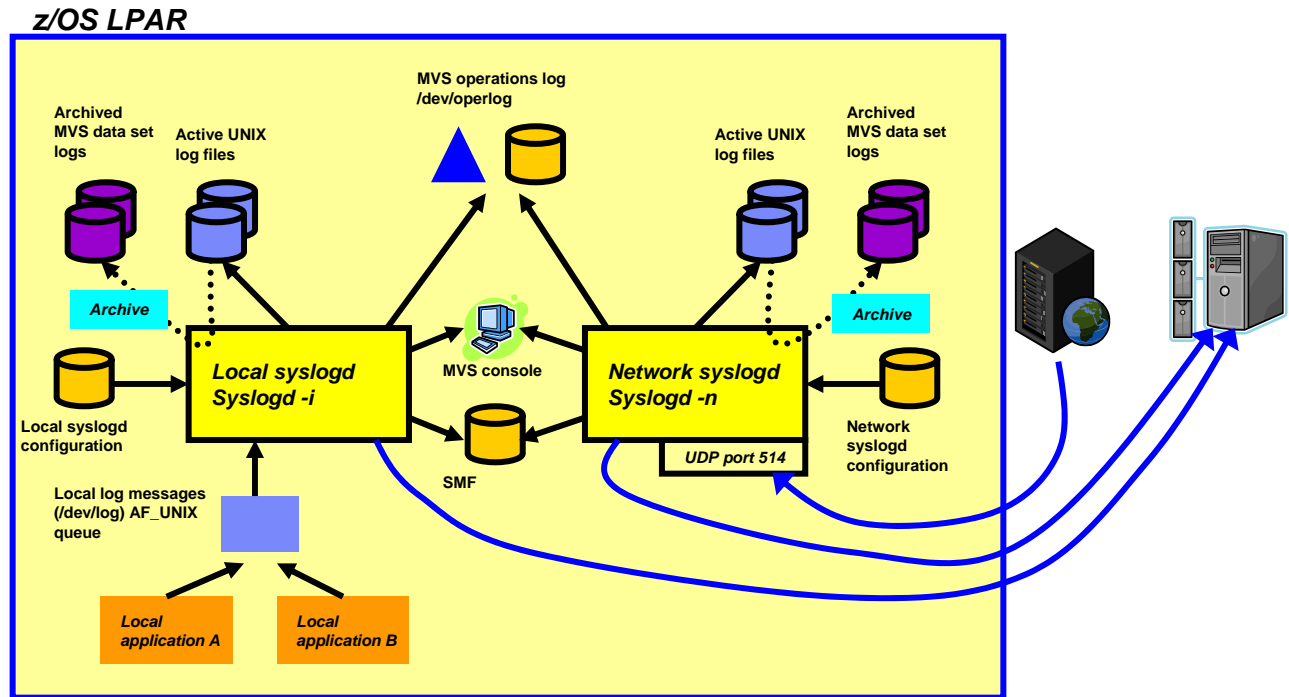 z/OS LPAR
MVS operations log
/dev/operlog
Archived
MVS data set
logs
Active UNIX
log files
Active UNIX
log files
Archived
MVS data set
logs
Archive
Archive
Local syslogd
Syslogd -i
MVS console
Network syslogd
Syslogd -n
Local syslogd
configuration
UDP port 514
Network
syslogd
configuration
SMF
Local log messages
(/dev/log) AF_UNIX
queue
Local
application A
Local
application B